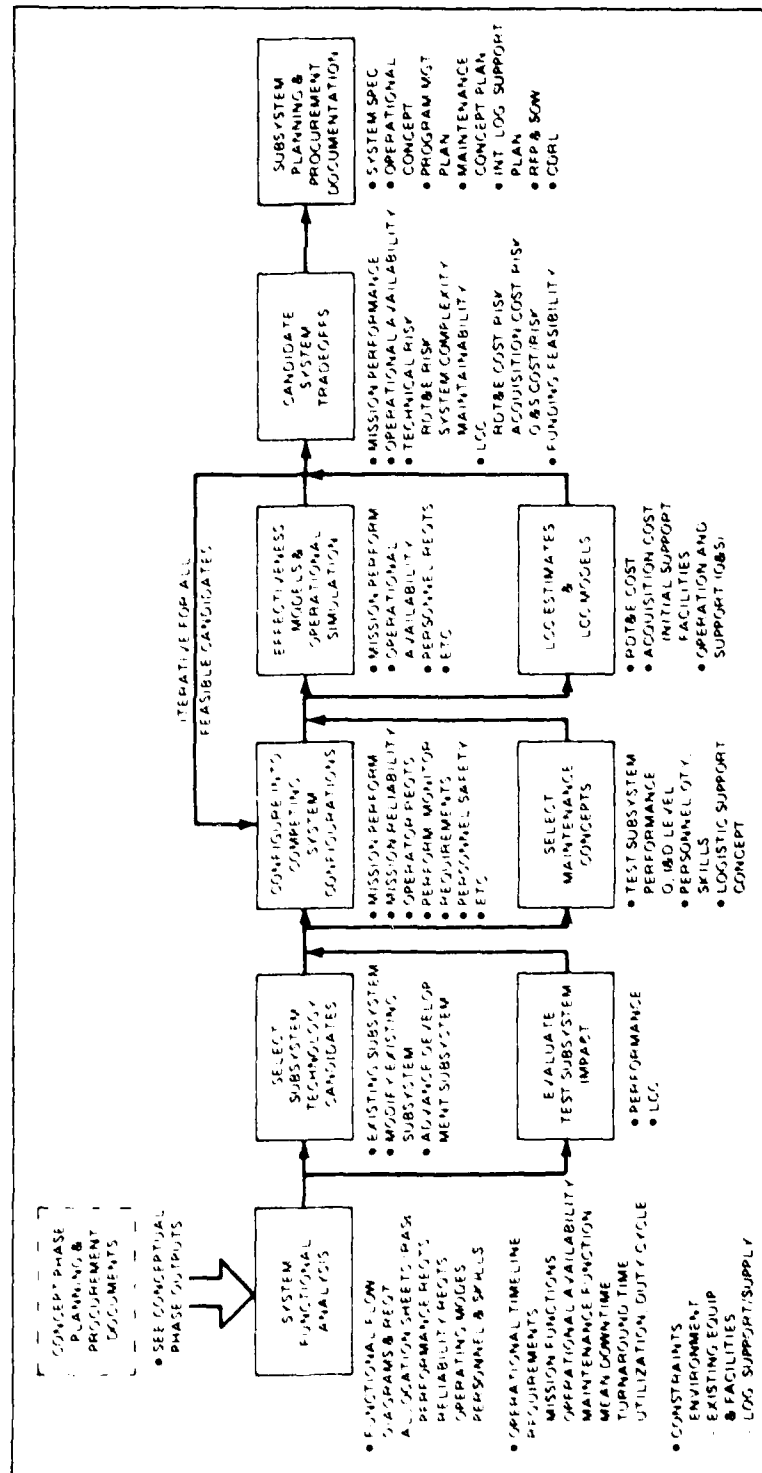 CONCEPT PHASE
PLANNING &
PROCUREMENT
DOCUMENTS
• SEE CONCEPTUAL
PHASE OUTPUTS
SYSTEM
FUNCTIONAL
ANALYSIS
• FUNCTIONAL FLOW
DIAGRAMS & REQT
ALLOCATION SHEETS (RAS)
PERFORMANCE REQTS
RELIABILITY REQTS
OPERATING MODES
PERSONNEL & SKILLS
• OPERATIONAL TIMELINE
REQUIREMENTS
MISSION FUNCTIONS
OPERATIONAL AVAILABILITY
MAINTENANCE FUNCTION
MEAN DOWNTIME
TURNAROUND TIME
UTILIZATION, DUTY CYCLE
• CONSTRAINTS
ENVIRONMENT
- EXISTING EQUIP
& FACILITIES
- LOG SUPPORT/SUPPLY
SELECT
SUBSYSTEM
TECHNOLOGY
CANDIDATES
• EXISTING SUBSYSTEM
• MODIFY EXISTING
SUBSYSTEM
• ADVANCE DEVELOP
MENT SUBSYSTEM
EVALUATE
TEST SUBSYSTEM
IMPACT
• PERFORMANCE
• LCC
ITERATIVE FOR ALL
FEASIBLE CANDIDATES
CONFIGURE INTO
COMPETING
SYSTEM
CONFIGURATIONS
• MISSION PERFORM
• MISSION RELIABILITY
• OPERATOR REQTS
• PERFORM MONITOR
• REQUIREMENTS
• PERSONNEL SAFETY
• ETC
SELECT
MAINTENANCE
CONCEPTS
• TEST SUBSYSTEM
PERFORMANCE
O, I&D LEVEL
• PERSONNEL QTY,
SKILLS
• LOGISTIC SUPPORT
CONCEPT
EFFECTIVENESS
MODELS &
OPERATIONAL
SIMULATION
• MISSION PERFORM
• OPERATIONAL
AVAILABILITY
• PERSONNEL REQTS
• ETC
LCC ESTIMATES
&
LCC MODELS
• RDT&E COST
• ACQUISITION COST
INITIAL SUPPORT
FACILITIES
• OPERATION AND
SUPPORT (O&S)
CANDIDATE
SYSTEM
TRADEOFFS
• MISSION PERFORMANCE
• OPERATIONAL AVAILABILITY
• TECHNICAL RISK
RDT&E RISK
SYSTEM COMPLEXITY
MAINTAINABILITY
• LCC
RDT&E COST RISK
ACQUISITION COST RISK
O&S COST/RISK
• FUNDING FEASIBILITY
SUBSYSTEM
PLANNING &
PROCUREMENT
DOCUMENTATION
• SYSTEM SPEC
• OPERATIONAL
CONCEPT
• PROGRAM MGT
PLAN
• MAINTENANCE
CONCEPT PLAN
• INT LOG SUPPORT
PLAN
• RFP & SOW
• CDRL